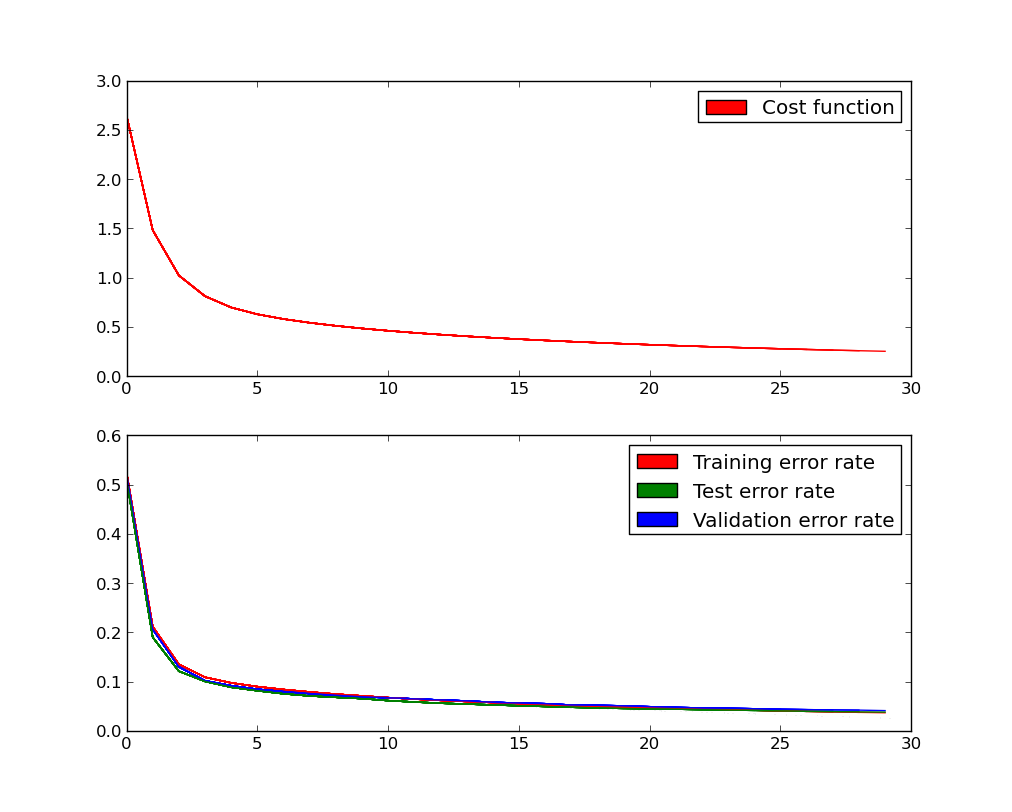 3.0
2.5
2.0
1.5
1.0
0.5
0.0
0 5 10 15 20 25 30
Cost function
0.6
0.5
0.4
0.3
0.2
0.1
0.0
0 5 10 15 20 25 30
Training error rate
Test error rate
Validation error rate